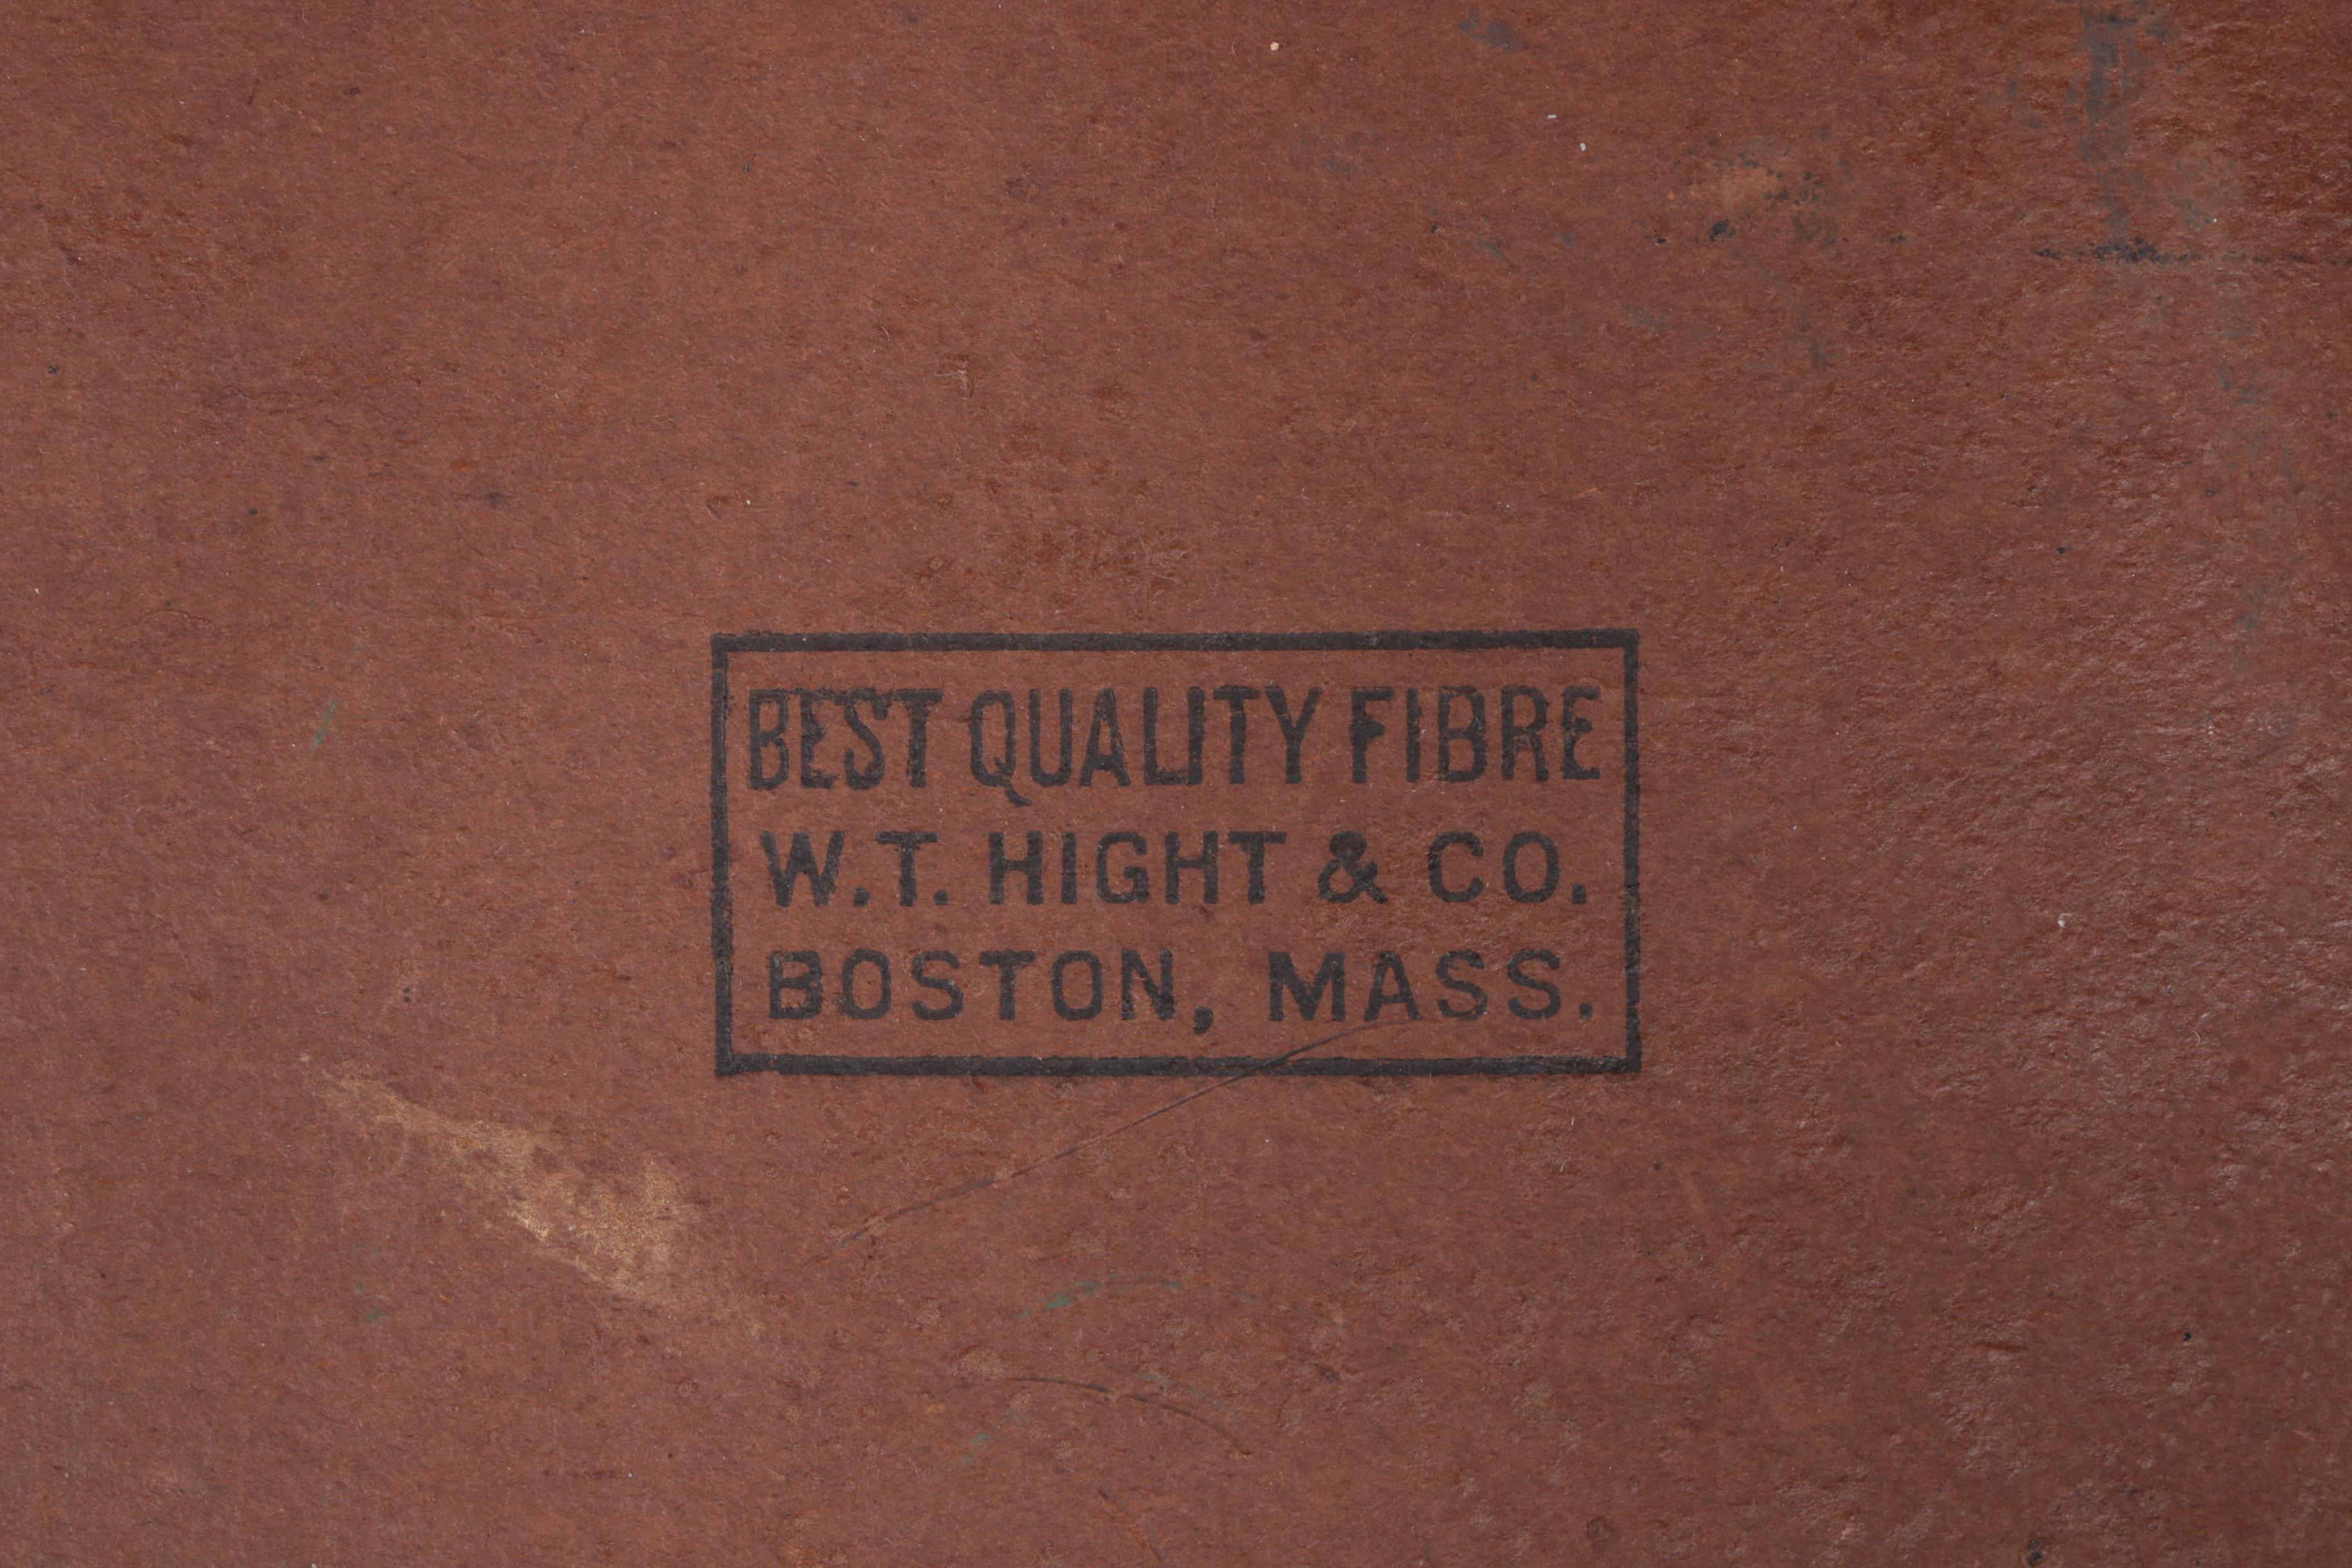 BEST QUALITY FIBRE
W.T. HIGHT & CO.
BOSTON, MASS.